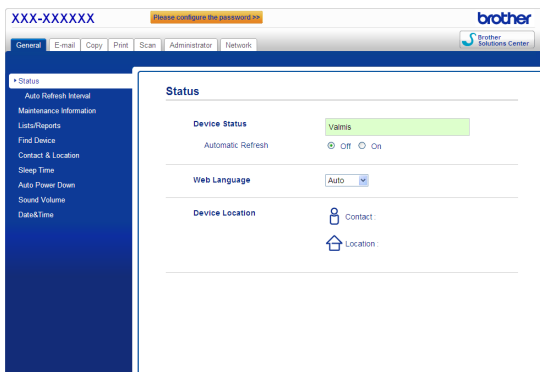 XXX-XXXXXX
Please configure the password >>
brother
General E-mail Copy Print Scan Administrator Network
Brother Solutions Center
Status
Auto Refresh Interval
Maintenance Information
Lists/Reports
Find Device
Contact & Location
Sleep Time
Auto Power Down
Sound Volume
Date&Time
Status
Device Status Valmis
Automatic Refresh Off On
Web Language Auto
Device Location Contact :
Location :